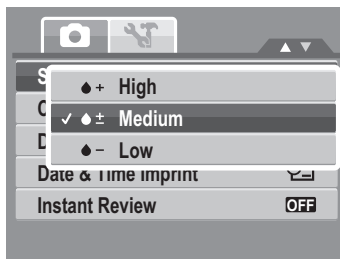 High
Medium
Low
Date & Time Imprint
Instant Review
OFF